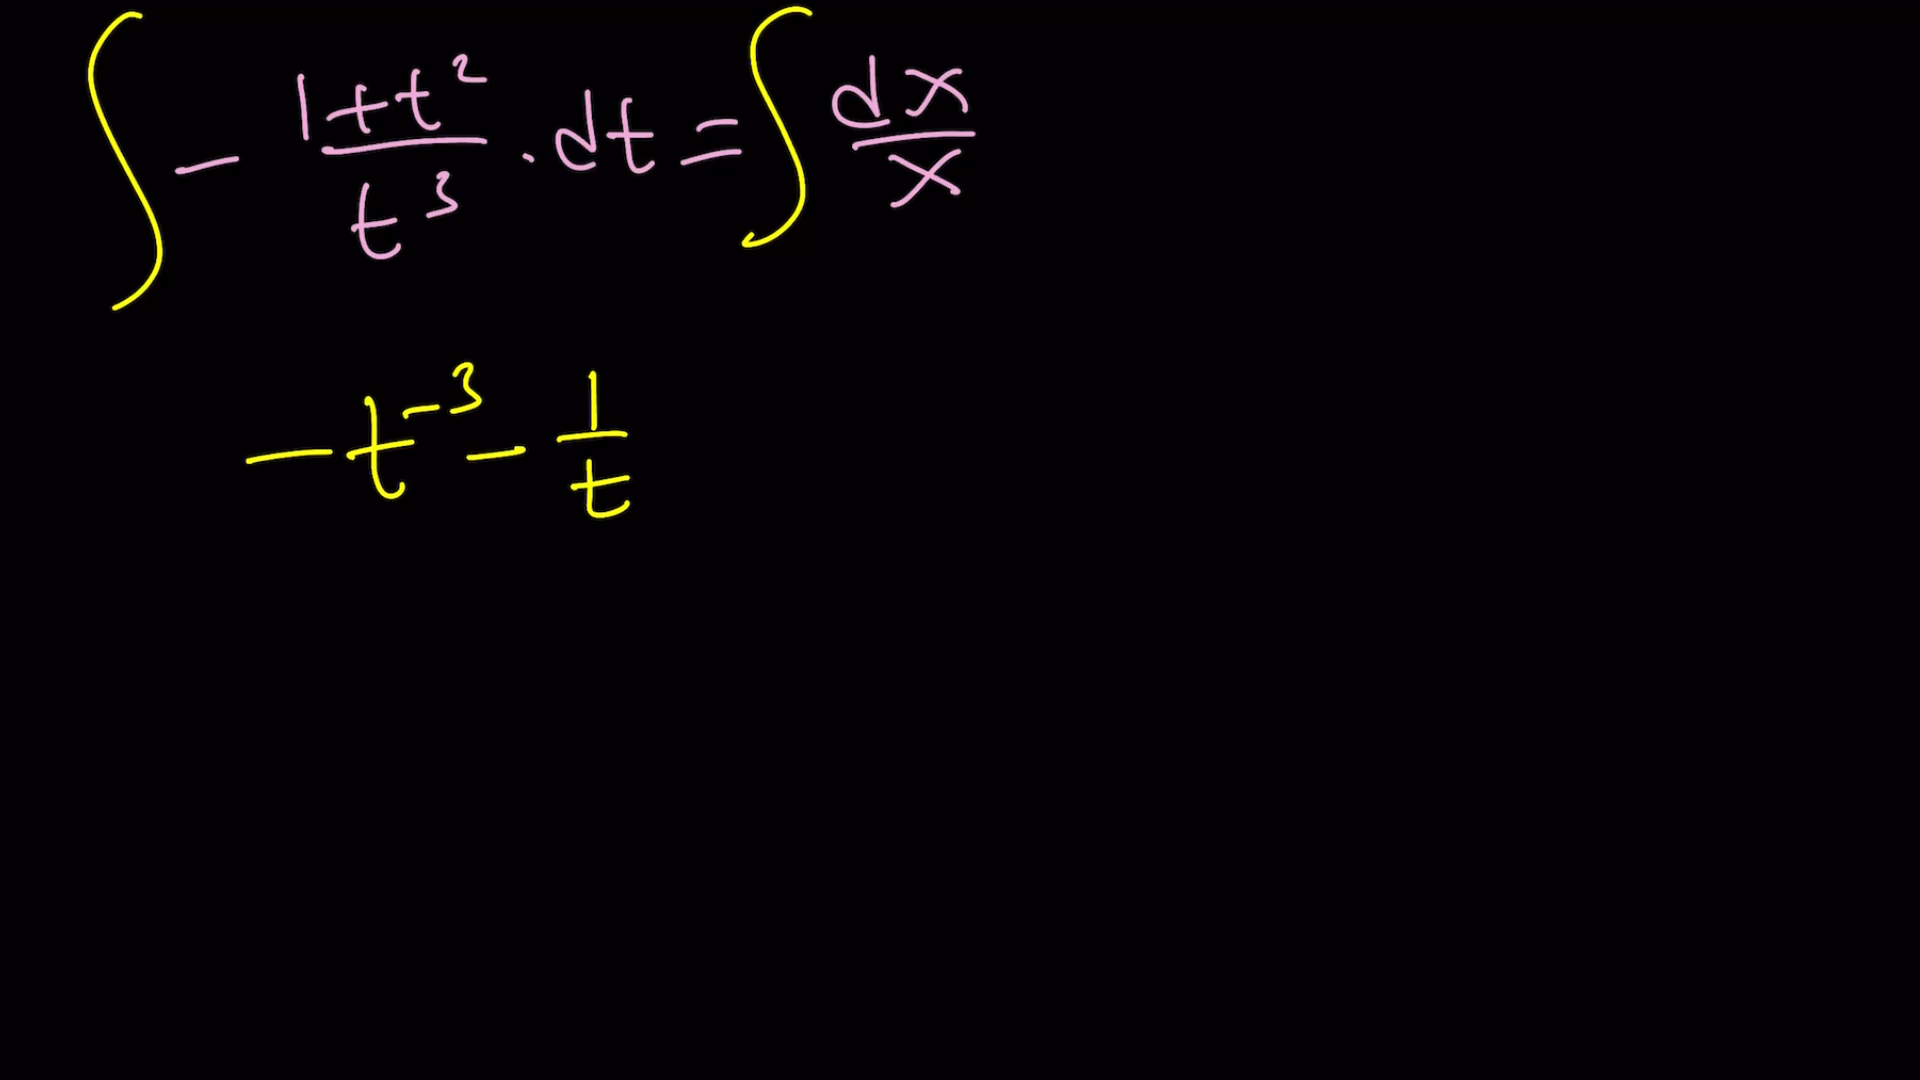 ∫ - (1+t²)/t³ · dt = ∫ dx/x
- t⁻³ - 1/t